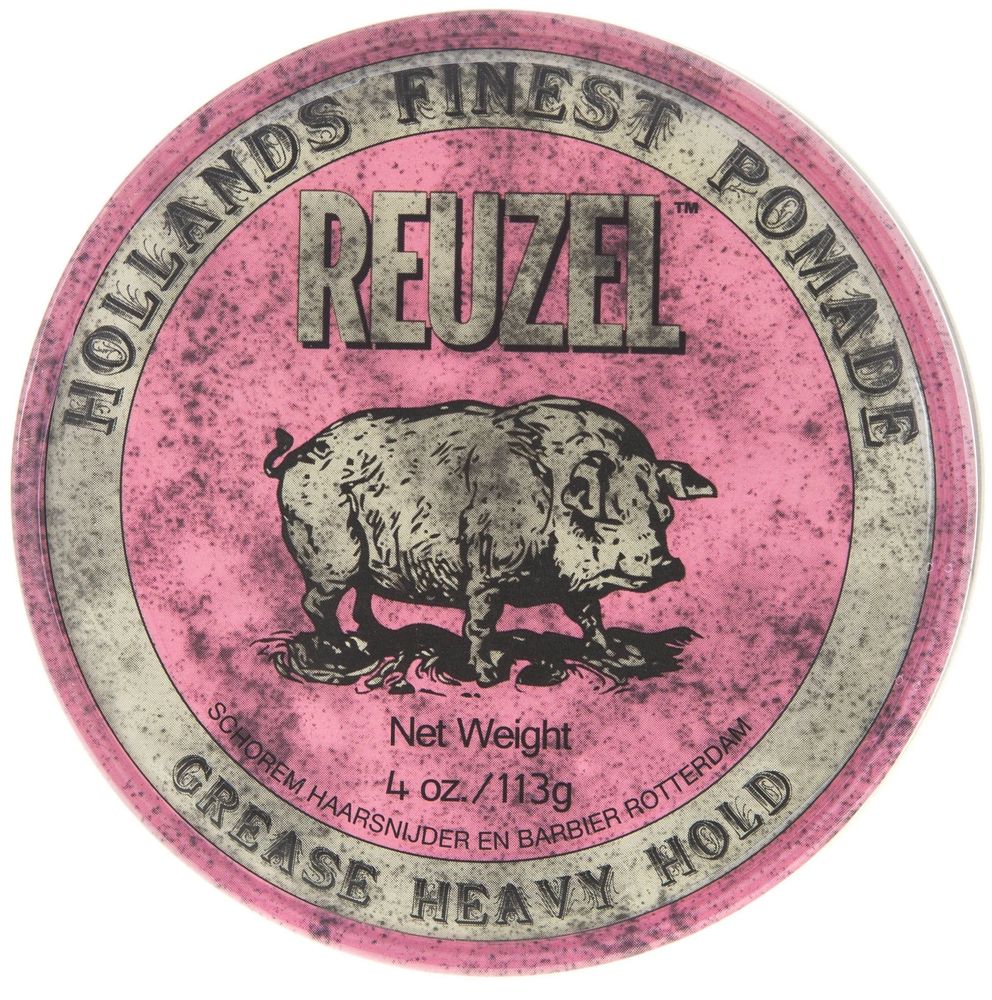 HOLLANDS FINEST POMADE
REUZEL™
Net Weight
4 oz./113g
SCHOREM HAARSNIJDER EN BARBIER ROTTERDAM
GREASE HEAVY HOLD